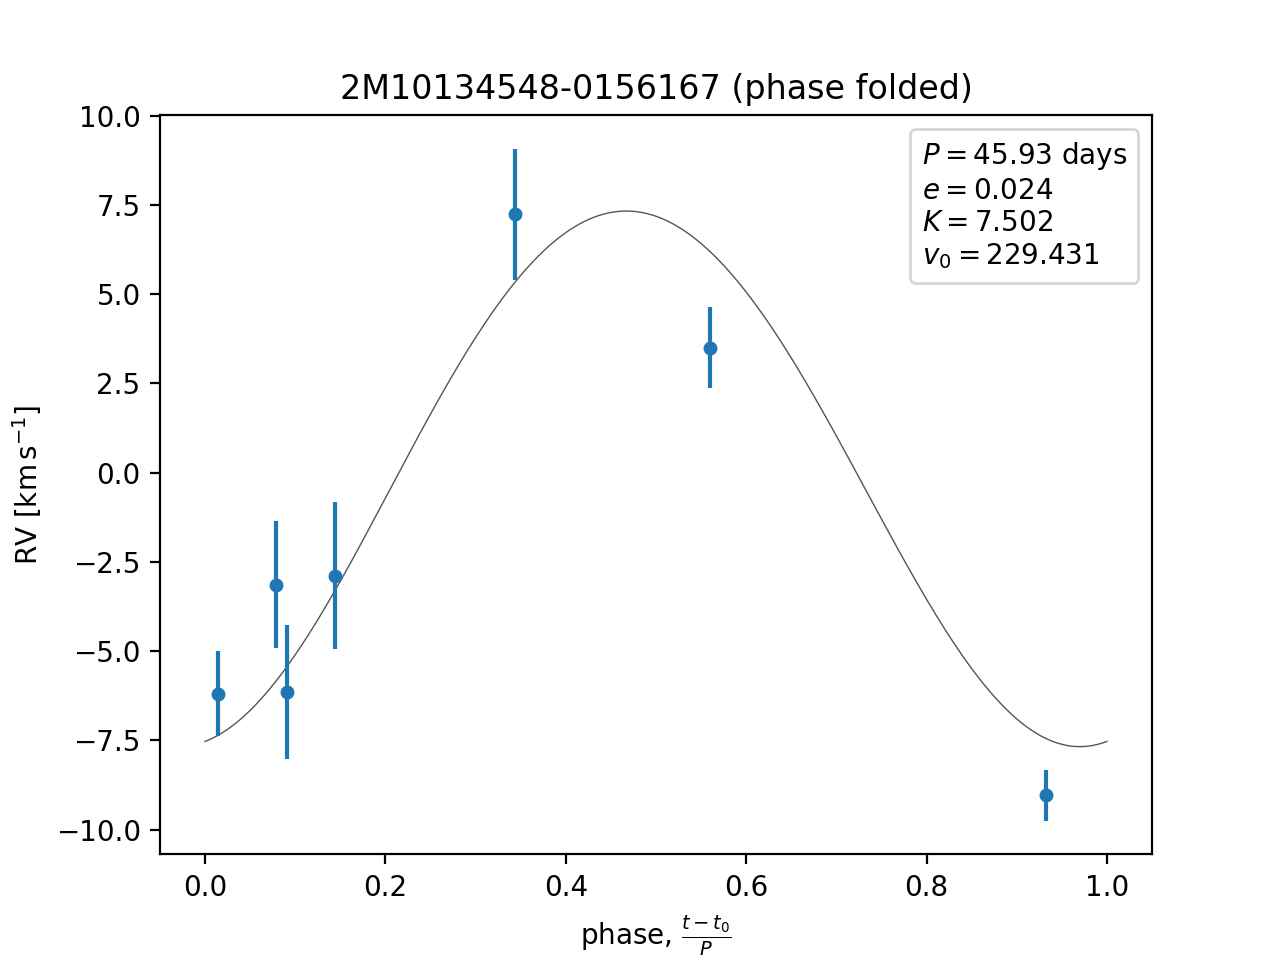 2M10134548-0156167 (phase folded)
10.0
7.5
5.0
2.5
0.0
−2.5
−5.0
−7.5
−10.0
RV [km s⁻¹]
P = 45.93 days
e = 0.024
K = 7.502
v₀ = 229.431
0.0 0.2 0.4 0.6 0.8 1.0
phase, (t − t₀)/P